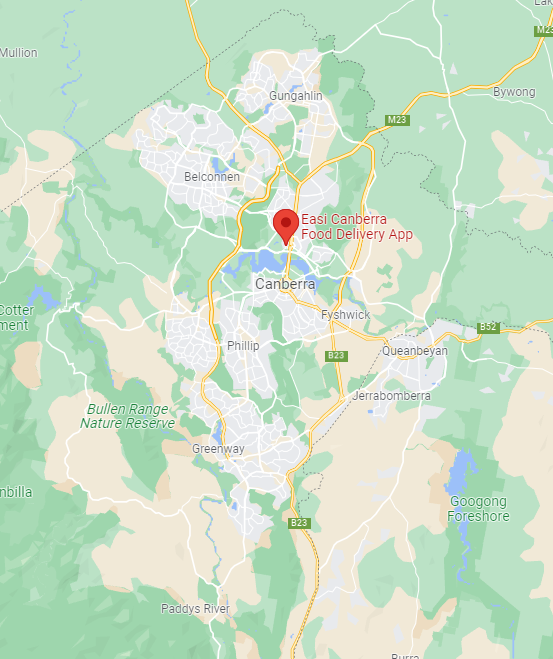 Lak
M23
Mullion
Gungahlin
Bywong
M23
Belconnen
Easi Canberra
Food Delivery App
Canberra
Cotter
ment
Fyshwick
B52
Phillip
B23
Queanbeyan
Jerrabomberra
Bullen Range
Nature Reserve
Greenway
nbilla
Googong
Foreshore
B23
Paddys River
Burra